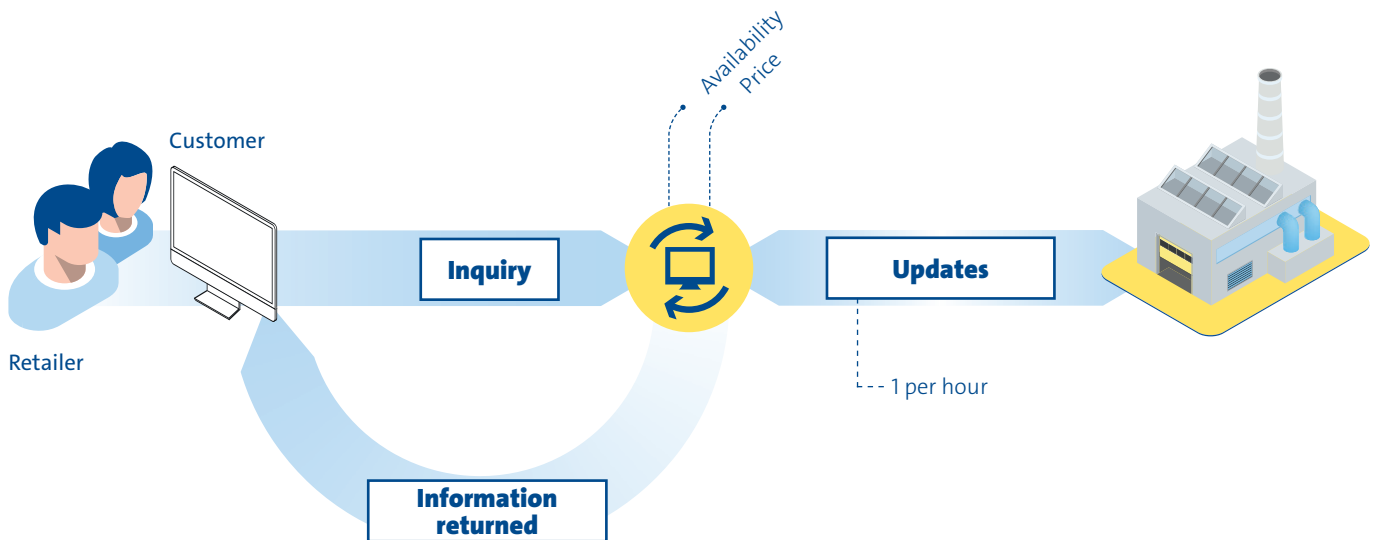 Availability
Price
Customer
Inquiry
Updates
Retailer
1 per hour
Information
returned